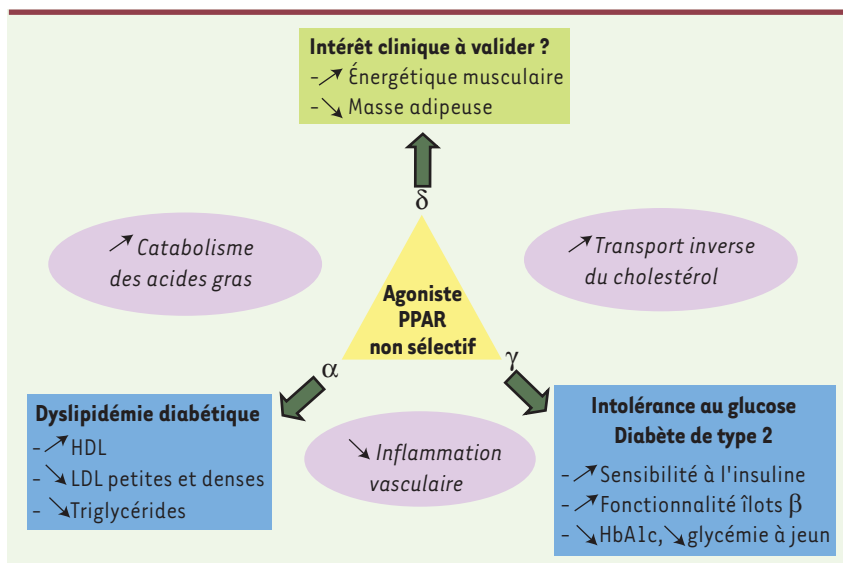 Intérêt clinique à valider ?
-↗ Énergétique musculaire
-↘ Masse adipeuse
δ
↗ Catabolisme
des acides gras
↗ Transport inverse
du cholestérol
Agoniste
PPAR
non sélectif
α
γ
Dyslipidémie diabétique
-↗ HDL
-↘ LDL petites et denses
-↘ Triglycérides
↘ Inflammation
vasculaire
Intolérance au glucose
Diabète de type 2
-↗ Sensibilité à l'insuline
-↗ Fonctionnalité îlots β
-↘ HbA1c, ↘ glycémie à jeun